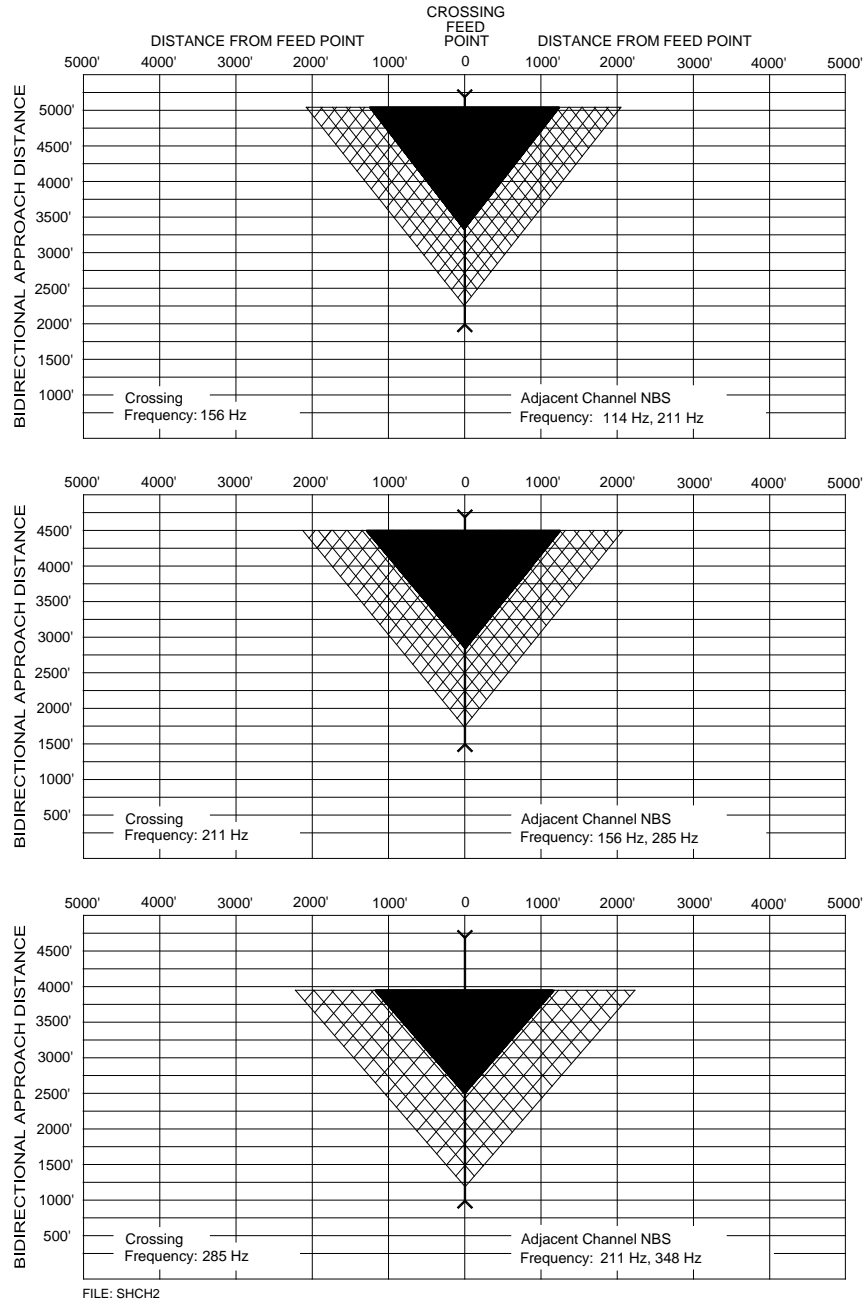 CROSSING
FEED
POINT
DISTANCE FROM FEED POINT DISTANCE FROM FEED POINT
5000' 4000' 3000' 2000' 1000' 0 1000' 2000' 3000' 4000' 5000'
BIDIRECTIONAL APPROACH DISTANCE
5000'
4500'
4000'
3500'
3000'
2500'
2000'
1500'
1000'
Crossing
Frequency: 156 Hz
Adjacent Channel NBS
Frequency: 114 Hz, 211 Hz
5000' 4000' 3000' 2000' 1000' 0 1000' 2000' 3000' 4000' 5000'
BIDIRECTIONAL APPROACH DISTANCE
4500'
4000'
3500'
3000'
2500'
2000'
1500'
1000'
500'
Crossing
Frequency: 211 Hz
Adjacent Channel NBS
Frequency: 156 Hz, 285 Hz
5000' 4000' 3000' 2000' 1000' 0 1000' 2000' 3000' 4000' 5000'
BIDIRECTIONAL APPROACH DISTANCE
4500'
4000'
3500'
3000'
2500'
2000'
1500'
1000'
500'
Crossing
Frequency: 285 Hz
Adjacent Channel NBS
Frequency: 211 Hz, 348 Hz
FILE: SHCH2